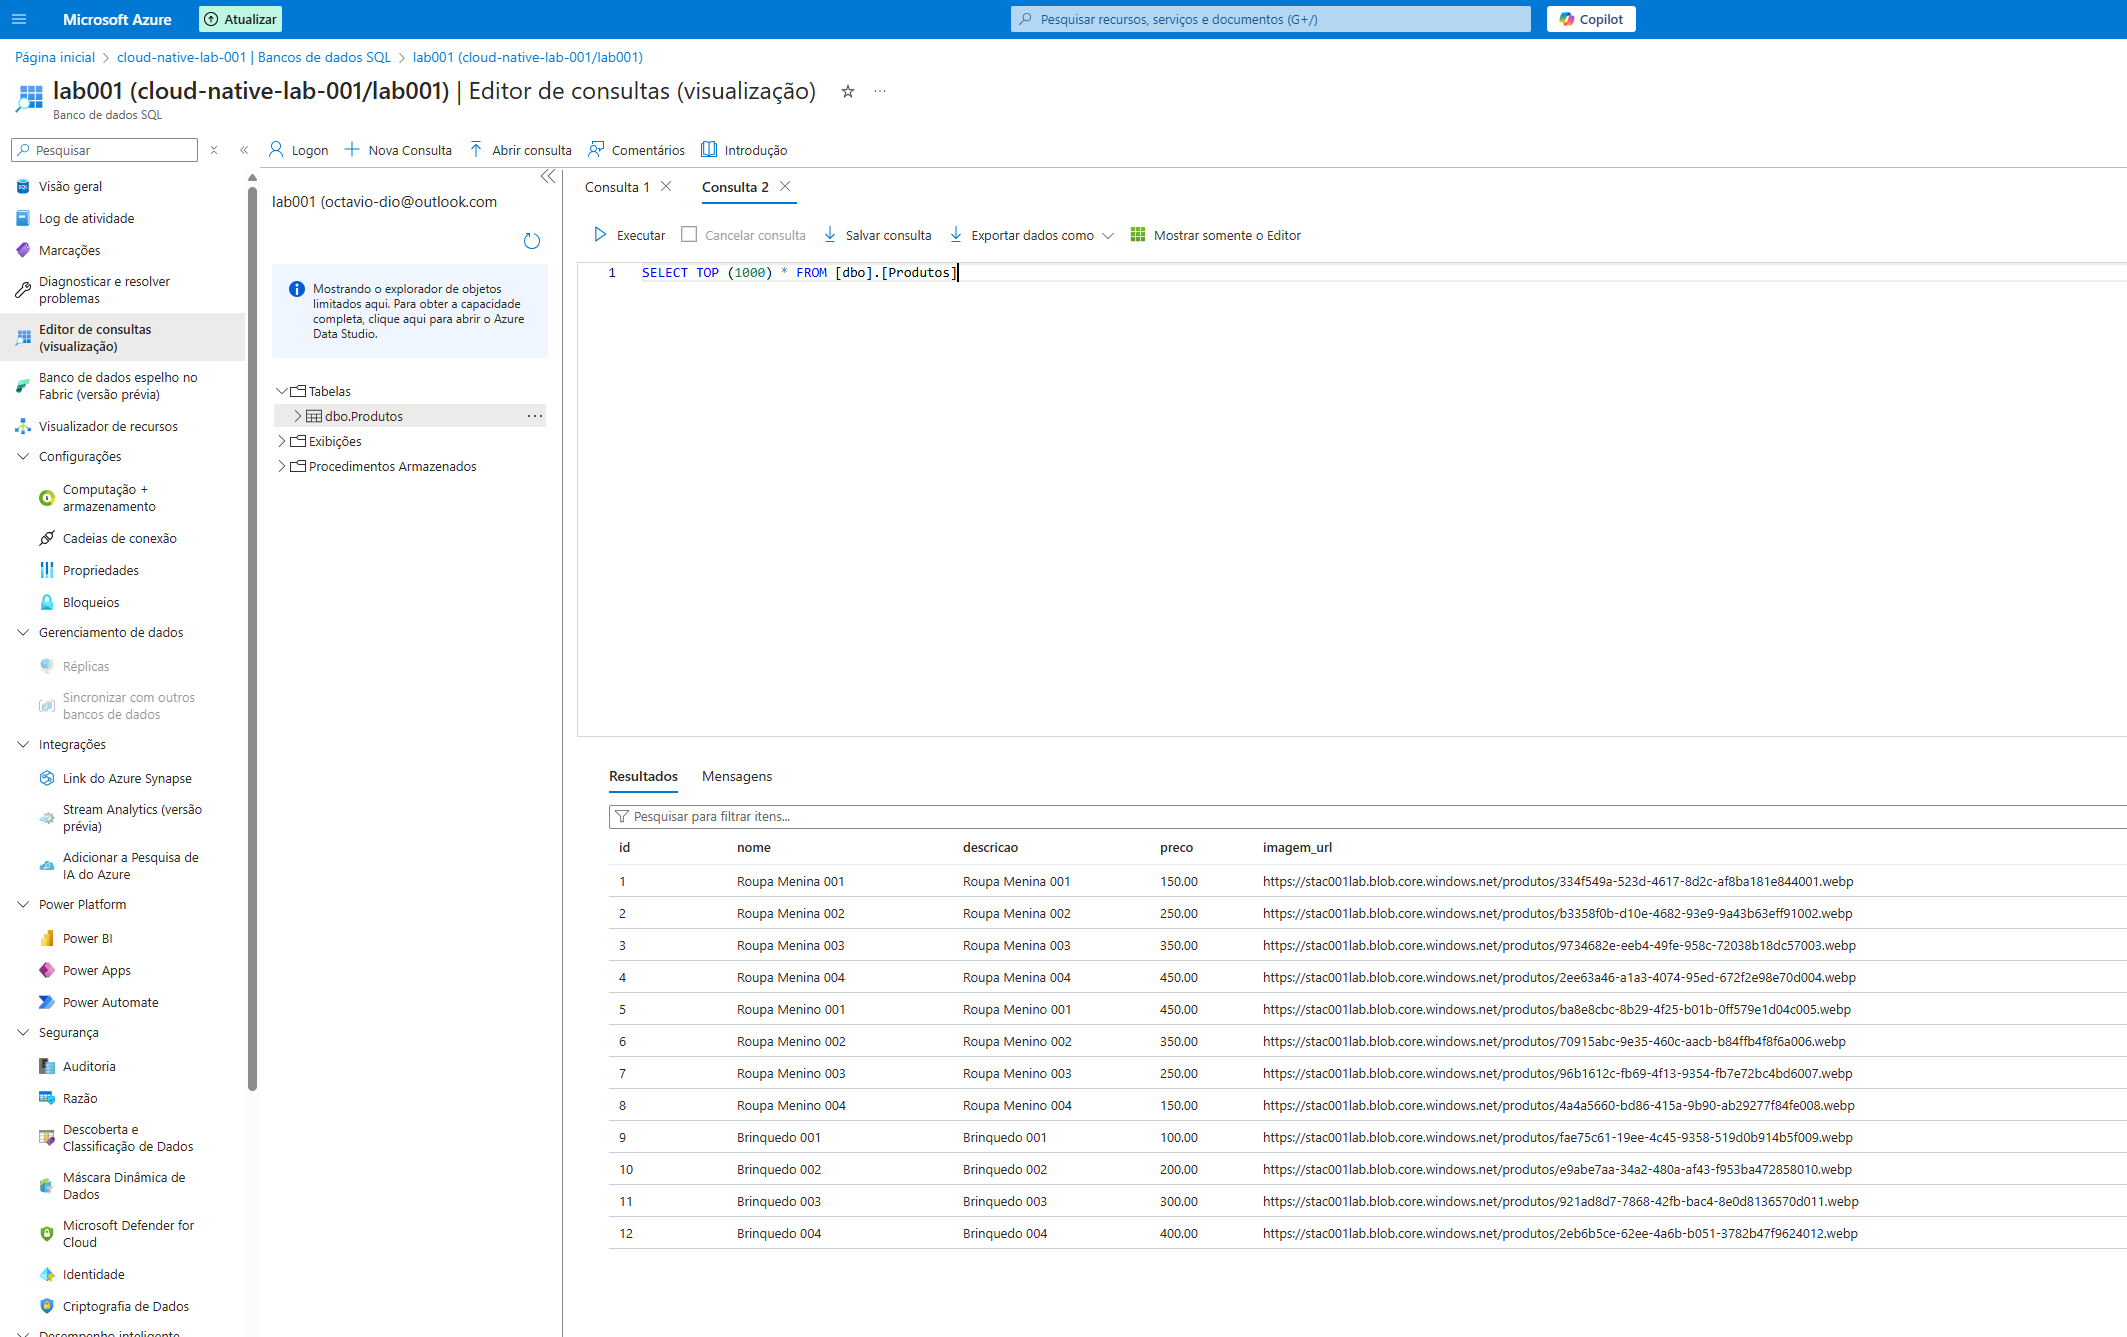 Microsoft Azure
Atualizar
Pesquisar recursos, serviços e documentos (G+/)
Copilot
Página inicial
cloud-native-lab-001 | Bancos de dados SQL
lab001 (cloud-native-lab-001/lab001)
lab001 (cloud-native-lab-001/lab001) | Editor de consultas (visualização)
Banco de dados SQL
Pesquisar
Visão geral
Log de atividade
Marcações
Diagnosticar e resolver
problemas
Editor de consultas
(visualização)
Banco de dados espelho no
Fabric (versão prévia)
Visualizador de recursos
Configurações
Computação +
armazenamento
Cadeias de conexão
Propriedades
Bloqueios
Gerenciamento de dados
Réplicas
Sincronizar com outros
bancos de dados
Integrações
Link do Azure Synapse
Stream Analytics (versão
prévia)
Adicionar a Pesquisa de
IA do Azure
Power Platform
Power BI
Power Apps
Power Automate
Segurança
Auditoria
Razão
Descoberta e
Classificação de Dados
Máscara Dinâmica de
Dados
Microsoft Defender for
Cloud
Identidade
Criptografia de Dados
Desempenho inteligente
Logon
Nova Consulta
Abrir consulta
Comentários
Introdução
lab001 (octavio-dio@outlook.com
Mostrando o explorador de objetos
limitados aqui. Para obter a capacidade
completa, clique aqui para abrir o Azure
Data Studio.
Tabelas
dbo.Produtos
Exibições
Procedimentos Armazenados
Consulta 1
Consulta 2
Executar
Cancelar consulta
Salvar consulta
Exportar dados como
Mostrar somente o Editor
1 SELECT TOP (1000) * FROM [dbo].[Produtos]
Resultados
Mensagens
Pesquisar para filtrar itens...
id nome descricao preco imagem_url
1 Roupa Menina 001 Roupa Menina 001 150.00 https://stac001lab.blob.core.windows.net/produtos/334f549a-523d-4617-8d2c-af8ba181e844001.webp
2 Roupa Menina 002 Roupa Menina 002 250.00 https://stac001lab.blob.core.windows.net/produtos/b3358f0b-d10e-4682-93e9-9a43b63eff91002.webp
3 Roupa Menina 003 Roupa Menina 003 350.00 https://stac001lab.blob.core.windows.net/produtos/9734682e-eeb4-49fe-958c-72038b18dc57003.webp
4 Roupa Menina 004 Roupa Menina 004 450.00 https://stac001lab.blob.core.windows.net/produtos/2ee63a46-a1a3-4074-95ed-672f2e98e70d004.webp
5 Roupa Menino 001 Roupa Menino 001 450.00 https://stac001lab.blob.core.windows.net/produtos/ba8e8cbc-8b29-4f25-b01b-0ff579e1d04c005.webp
6 Roupa Menino 002 Roupa Menino 002 350.00 https://stac001lab.blob.core.windows.net/produtos/70915abc-9e35-460c-aacb-b84ffb4f8f6a006.webp
7 Roupa Menino 003 Roupa Menino 003 250.00 https://stac001lab.blob.core.windows.net/produtos/96b1612c-fb69-4f13-9354-fb7e72bc4bd6007.webp
8 Roupa Menino 004 Roupa Menino 004 150.00 https://stac001lab.blob.core.windows.net/produtos/4a4a5660-bd86-415a-9b90-ab29277f84fe008.webp
9 Brinquedo 001 Brinquedo 001 100.00 https://stac001lab.blob.core.windows.net/produtos/fae75c61-19ee-4c45-9358-519d0b914b5f009.webp
10 Brinquedo 002 Brinquedo 002 200.00 https://stac001lab.blob.core.windows.net/produtos/e9abe7aa-34a2-480a-af43-f953ba472858010.webp
11 Brinquedo 003 Brinquedo 003 300.00 https://stac001lab.blob.core.windows.net/produtos/921ad8d7-7868-42fb-bac4-8e0d8136570d011.webp
12 Brinquedo 004 Brinquedo 004 400.00 https://stac001lab.blob.core.windows.net/produtos/2eb6b5ce-62ee-4a6b-b051-3782b47f9624012.webp